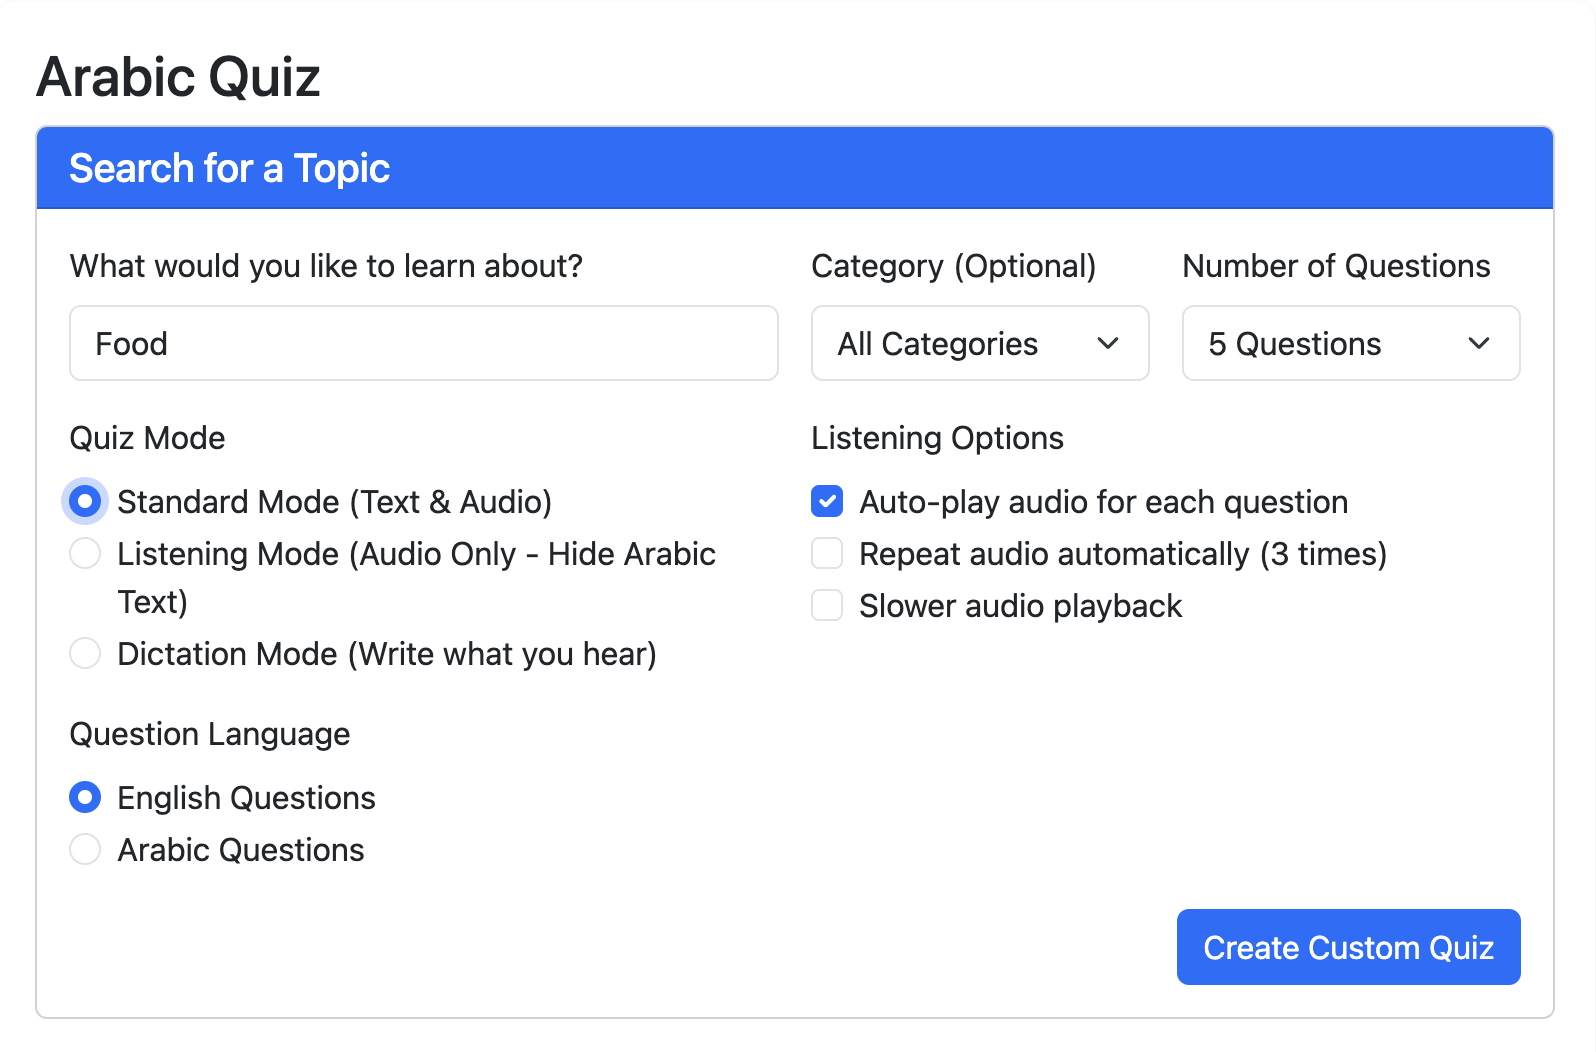 Arabic Quiz
Search for a Topic
What would you like to learn about?
Food
Category (Optional)
All Categories
Number of Questions
5 Questions
Quiz Mode
Standard Mode (Text & Audio)
Listening Mode (Audio Only - Hide Arabic
Text)
Dictation Mode (Write what you hear)
Listening Options
Auto-play audio for each question
Repeat audio automatically (3 times)
Slower audio playback
Question Language
English Questions
Arabic Questions
Create Custom Quiz